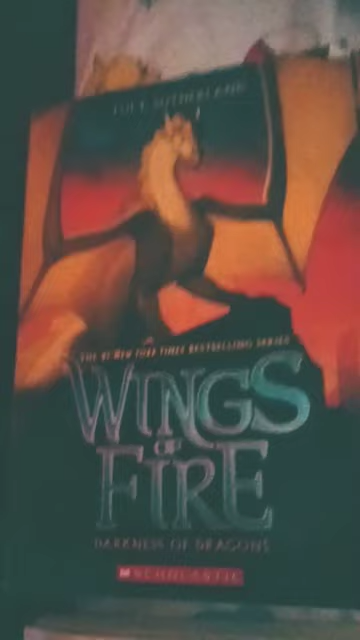 TUI T. SUTHERLAND
THE #1 NEW YORK TIMES BESTSELLING SERIES
WINGS
OF
FIRE
DARKNESS OF DRAGONS
SCHOLASTIC